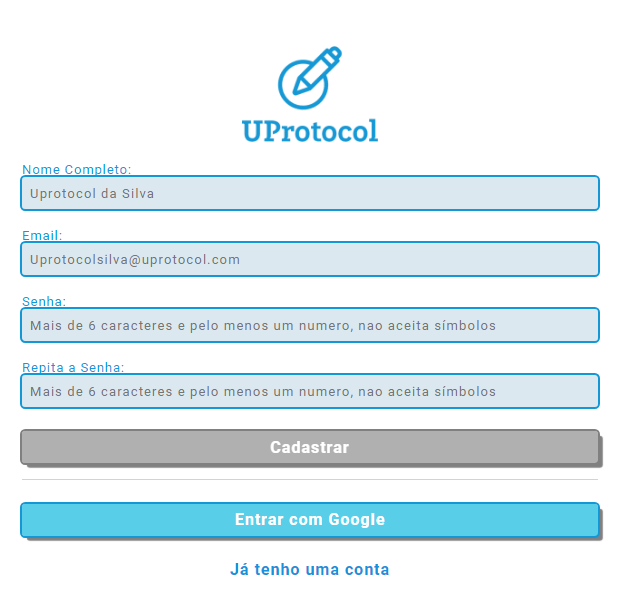 UProtocol
Nome Completo:
Uprotocol da Silva
Email:
Uprotocolsilva@uprotocol.com
Senha:
Mais de 6 caracteres e pelo menos um numero, nao aceita símbolos
Repita a Senha:
Mais de 6 caracteres e pelo menos um numero, nao aceita símbolos
Cadastrar
Entrar com Google
Já tenho uma conta